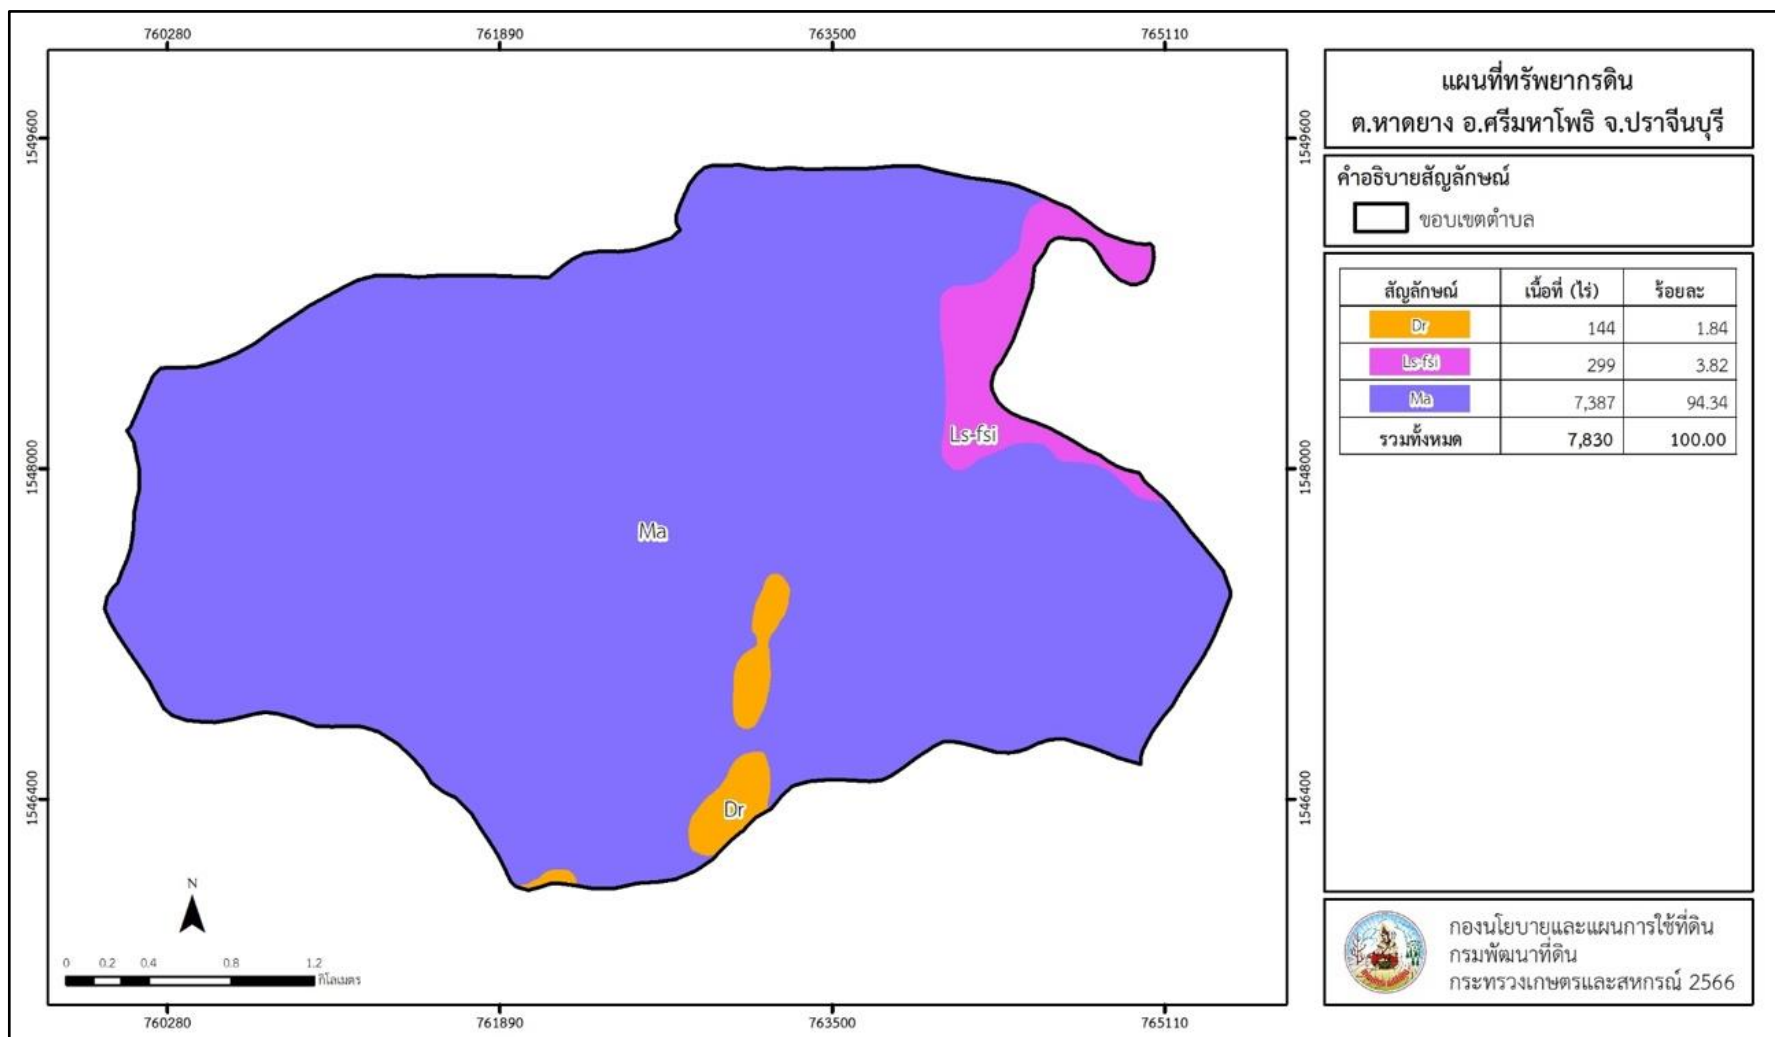 760280 761890 763500 765110
1549600 1549600
1548000 1548000
1546400 1546400
Ls-fsi
Ma
Dr
N
0 0.2 0.4 0.8 1.2
กิโลเมตร
760280 761890 763500 765110
แผนที่ทรัพยากรดิน
ต.หาดยาง อ.ศรีมหาโพธิ จ.ปราจีนบุรี
คำอธิบายสัญลักษณ์
ขอบเขตตำบล
สัญลักษณ์ เนื้อที่ (ไร่) ร้อยละ
Dr 144 1.84
Ls-fsi 299 3.82
Ma 7,387 94.34
รวมทั้งหมด 7,830 100.00
กองนโยบายและแผนการใช้ที่ดิน
กรมพัฒนาที่ดิน
กระทรวงเกษตรและสหกรณ์ 2566